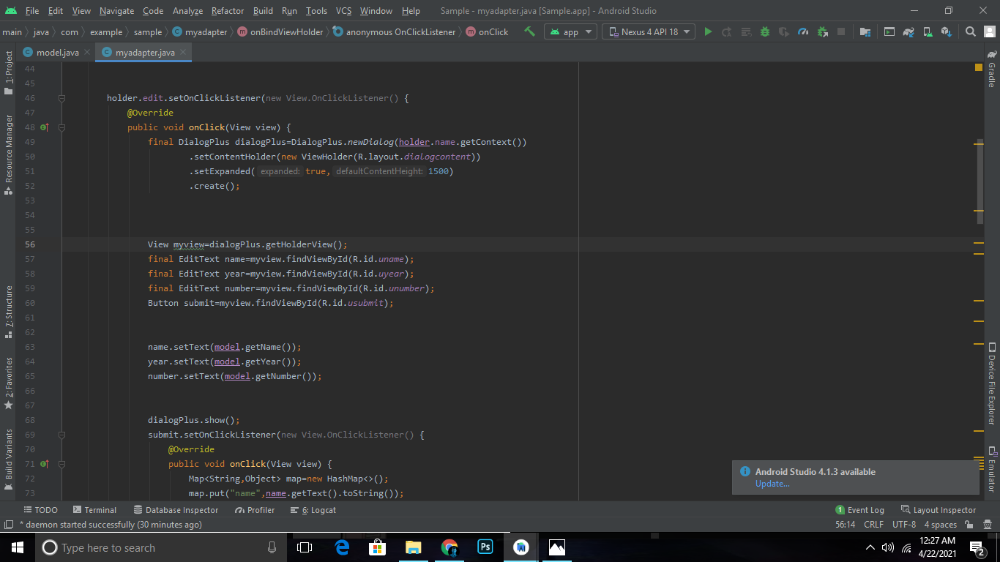 File Edit View Navigate Code Analyze Refactor Build Run Tools VCS Window Help Sample - myadapter.java [Sample.app] - Android Studio
main java com example sample myadapter onBindViewHolder anonymous OnClickListener onClick app Nexus 4 API 18
model.java myadapter.java
1: Project
Resource Manager
7: Structure
2: Favorites
Build Variants
44
45
46 holder.edit.setOnClickListener(new View.OnClickListener() {
47 @Override
48 public void onClick(View view) {
49 final DialogPlus dialogPlus=DialogPlus.newDialog(holder.name.getContext())
50 .setContentHolder(new ViewHolder(R.layout.dialogcontent))
51 .setExpanded( expanded: true, defaultContentHeight: 1500)
52 .create();
53
54
55
56 View myview=dialogPlus.getHolderView();
57 final EditText name=myview.findViewById(R.id.uname);
58 final EditText year=myview.findViewById(R.id.uyear);
59 final EditText number=myview.findViewById(R.id.unumber);
60 Button submit=myview.findViewById(R.id.usubmit);
61
62
63 name.setText(model.getName());
64 year.setText(model.getYear());
65 number.setText(model.getNumber());
66
67
68 dialogPlus.show();
69 submit.setOnClickListener(new View.OnClickListener() {
70 @Override
71 public void onClick(View view) {
72 Map<String,Object> map=new HashMap<>();
73 map.put("name",name.getText().toString());
Gradle
Device File Explorer
Emulator
Android Studio 4.1.3 available
Update...
TODO Terminal Database Inspector Profiler 6: Logcat 1 Event Log Layout Inspector
* daemon started successfully (30 minutes ago) 56:14 CRLF UTF-8 4 spaces
Type here to search Ps 12:27 AM
4/22/2021 2